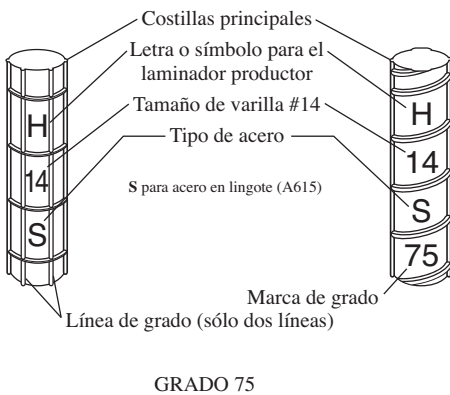 Costillas principales
Letra o símbolo para el
laminador productor
H
H
Tamaño de varilla #14
14
14
Tipo de acero
S para acero en lingote (A615)
S
S
75
Marca de grado
Línea de grado (sólo dos líneas)
GRADO 75